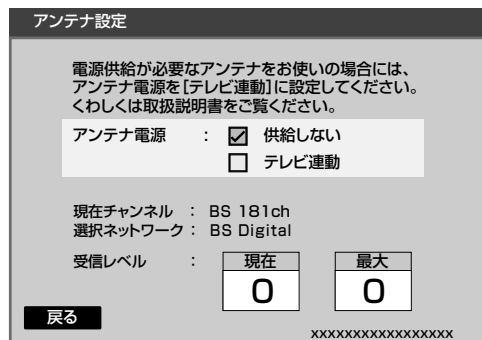 アンテナ設定
電源供給が必要なアンテナをお使いの場合には、
アンテナ電源を[テレビ連動]に設定してください。
くわしくは取扱説明書をご覧ください。
アンテナ電源 : 供給しない
テレビ連動
現在チャンネル : BS 181ch
選択ネットワーク : BS Digital
受信レベル : 現在 最大
0 0
戻る
xxxxxxxxxxxxxxxxx